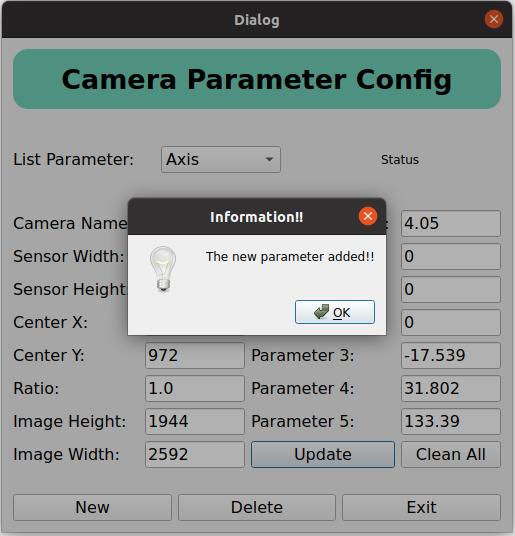 Dialog
Camera Parameter Config
List Parameter: Axis Status
Camera Name : 4.05
Sensor Width: 0
Sensor Height: 0
Center X: 0
Information!!
The new parameter added!!
OK
Center Y: 972 Parameter 3: -17.539
Ratio: 1.0 Parameter 4: 31.802
Image Height: 1944 Parameter 5: 133.39
Image Width: 2592 Update Clean All
New Delete Exit